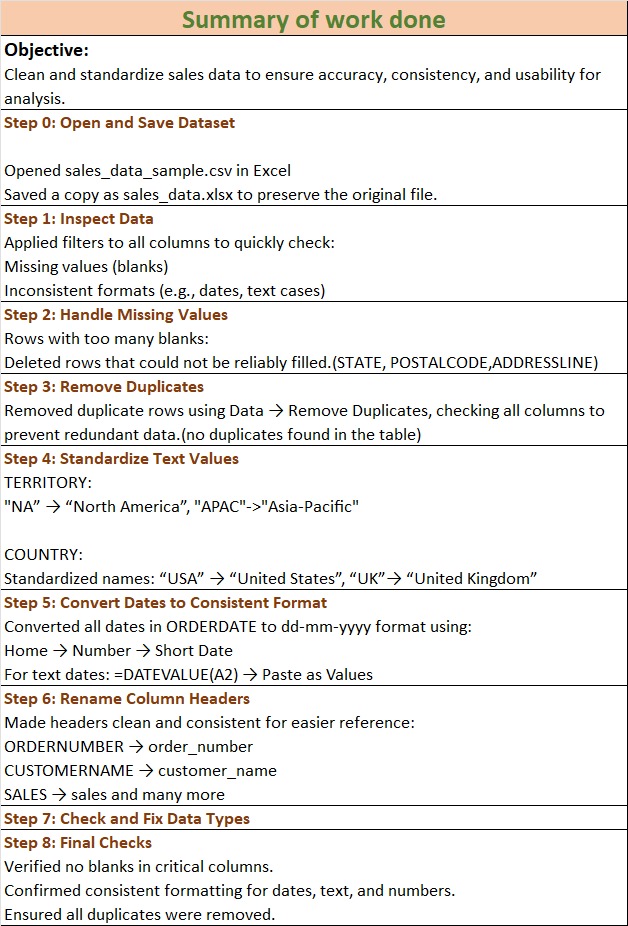 Summary of work done
Objective:
Clean and standardize sales data to ensure accuracy, consistency, and usability for
analysis.
Step 0: Open and Save Dataset
Opened sales_data_sample.csv in Excel
Saved a copy as sales_data.xlsx to preserve the original file.
Step 1: Inspect Data
Applied filters to all columns to quickly check:
Missing values (blanks)
Inconsistent formats (e.g., dates, text cases)
Step 2: Handle Missing Values
Rows with too many blanks:
Deleted rows that could not be reliably filled.(STATE, POSTALCODE,ADDRESSLINE)
Step 3: Remove Duplicates
Removed duplicate rows using Data → Remove Duplicates, checking all columns to
prevent redundant data.(no duplicates found in the table)
Step 4: Standardize Text Values
TERRITORY:
"NA” → “North America”, "APAC"->"Asia-Pacific"
COUNTRY:
Standardized names: “USA” → “United States”, “UK”→ “United Kingdom”
Step 5: Convert Dates to Consistent Format
Converted all dates in ORDERDATE to dd-mm-yyyy format using:
Home → Number → Short Date
For text dates: =DATEVALUE(A2) → Paste as Values
Step 6: Rename Column Headers
Made headers clean and consistent for easier reference:
ORDERNUMBER → order_number
CUSTOMERNAME → customer_name
SALES → sales and many more
Step 7: Check and Fix Data Types
Step 8: Final Checks
Verified no blanks in critical columns.
Confirmed consistent formatting for dates, text, and numbers.
Ensured all duplicates were removed.